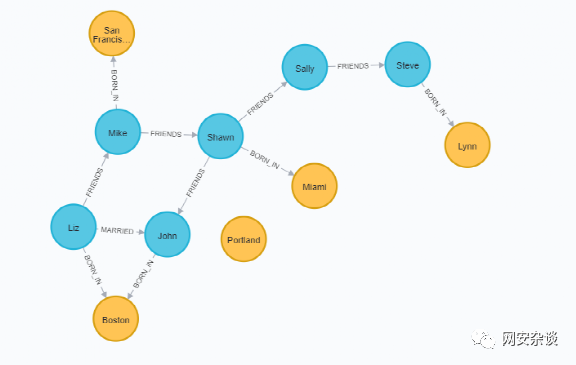 San
Francis...
BORN_IN
Sally
FRIENDS
Steve
FRIENDS
BORN_IN
Mike
FRIENDS
Shawn
Lynn
BORN_IN
Miami
FRIENDS
FRIENDS
Liz
MARRIED
John
Portland
BORN_IN
BORN_IN
Boston
网安杂谈